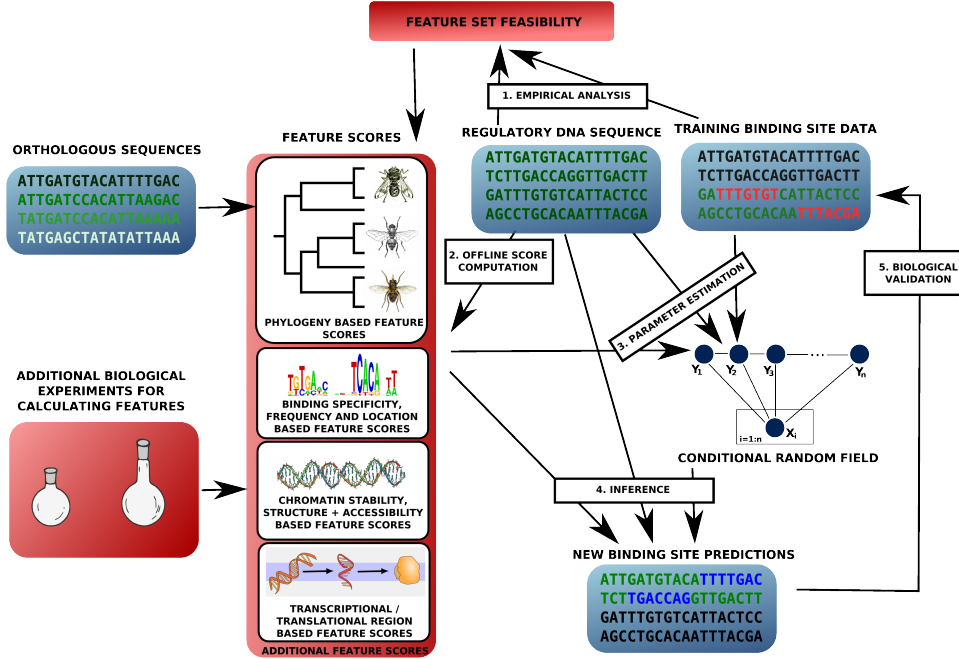 FEATURE SET FEASIBILITY
1. EMPIRICAL ANALYSIS
ORTHOLOGOUS SEQUENCES
ATTGATGTACATTTTGAC
ATTGATCCACATTAAGAC
TATGATCCACATTAAAAA
TATGAGCTATATATTAAA
FEATURE SCORES
PHYLOGENY BASED FEATURE
SCORES
REGULATORY DNA SEQUENCE
ATTGATGTACATTTTGAC
TCTTGACCAGGTTGACTT
GATTTGTGTCATTACTCC
AGCCTGCACAATTTACGA
TRAINING BINDING SITE DATA
ATTGATGTACATTTTGAC
TCTTGACCAGGTTGACTT
GATTTGTGTCATTACTCC
AGCCTGCACAATTTACGA
2. OFFLINE SCORE
COMPUTATION
3. PARAMETER ESTIMATION
5. BIOLOGICAL
VALIDATION
Y1 Y2 Y3 ... Yn
Xi
i=1:n
CONDITIONAL RANDOM FIELD
ADDITIONAL BIOLOGICAL
EXPERIMENTS FOR
CALCULATING FEATURES
BINDING SPECIFICITY,
FREQUENCY AND LOCATION
BASED FEATURE SCORES
CHROMATIN STABILITY,
STRUCTURE + ACCESSIBILITY
BASED FEATURE SCORES
TRANSCRIPTIONAL /
TRANSLATIONAL REGION
BASED FEATURE SCORES
ADDITIONAL FEATURE SCORES
4. INFERENCE
NEW BINDING SITE PREDICTIONS
ATTGATGTACATTTTGAC
TCTTGACCAGGTTGACTT
GATTTGTGTCATTACTCC
AGCCTGCACAATTTACGA